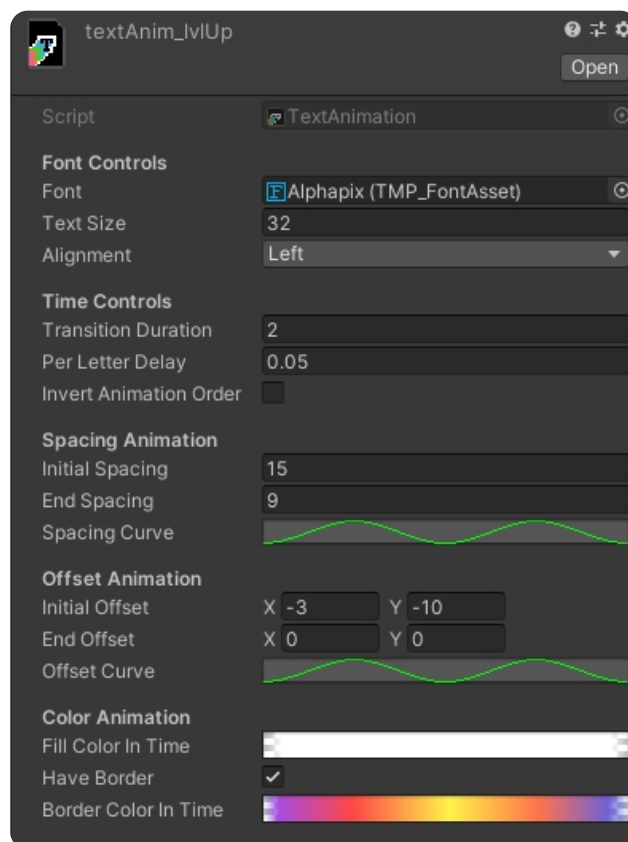 textAnim_lvlUp
Open
Script TextAnimation
Font Controls
Font Alphapix (TMP_FontAsset)
Text Size 32
Alignment Left
Time Controls
Transition Duration 2
Per Letter Delay 0.05
Invert Animation Order
Spacing Animation
Initial Spacing 15
End Spacing 9
Spacing Curve
Offset Animation
Initial Offset X -3 Y -10
End Offset X 0 Y 0
Offset Curve
Color Animation
Fill Color In Time
Have Border
Border Color In Time